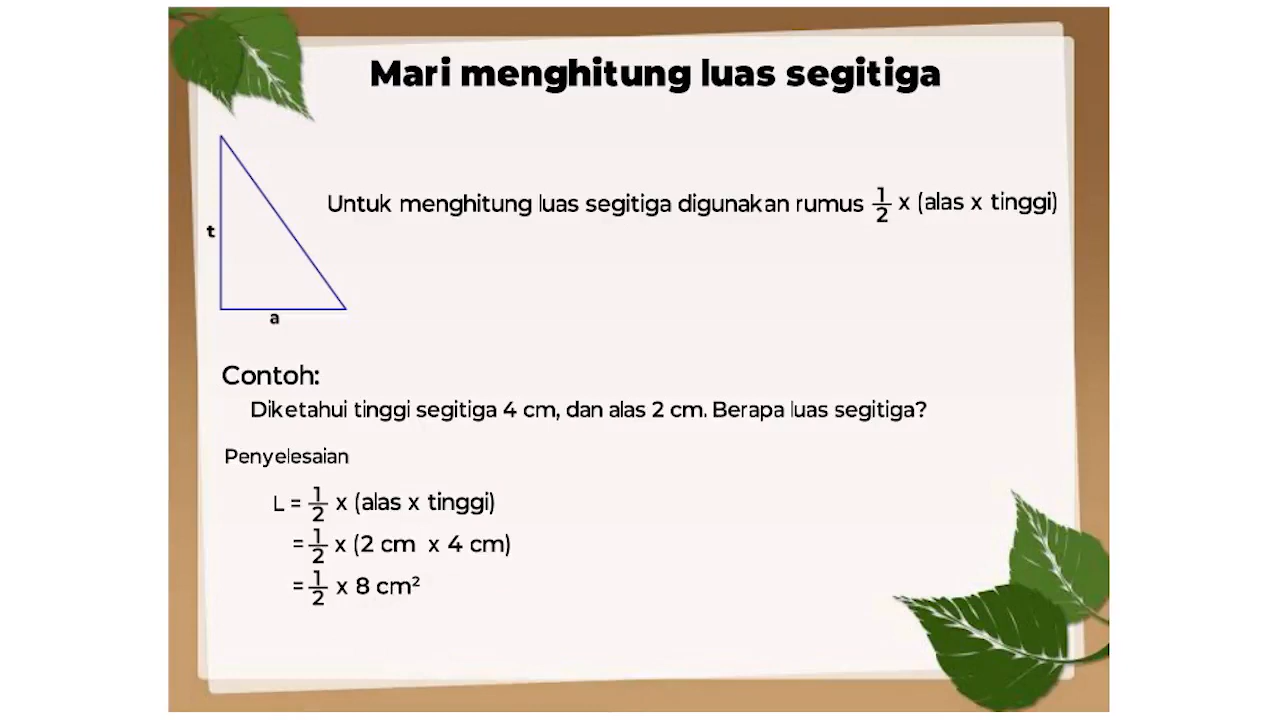 Mari menghitung luas segitiga
t
Untuk menghitung luas segitiga digunakan rumus 1/2 x (alas x tinggi)
a
Contoh:
Diketahui tinggi segitiga 4 cm, dan alas 2 cm. Berapa luas segitiga?
Penyelesaian
L = 1/2 x (alas x tinggi)
= 1/2 x (2 cm x 4 cm)
= 1/2 x 8 cm²